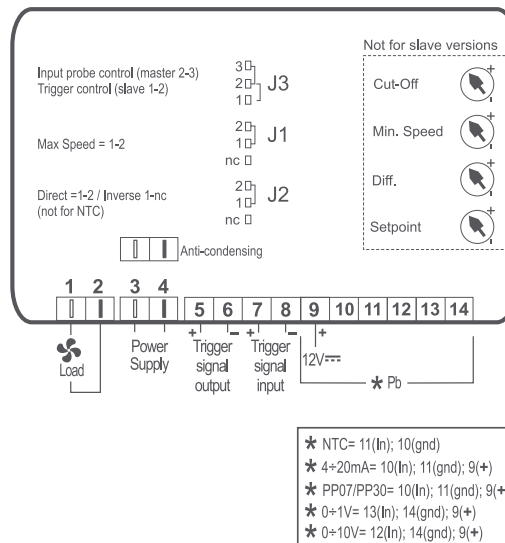 Not for slave versions
Input probe control (master 2-3)
Trigger control (slave 1-2)
3
2
1
J3
Cut-Off
+
-
Max Speed = 1-2
2
1
nc
J1
Min. Speed
+
-
Direct =1-2 / Inverse 1-nc
(not for NTC)
2
1
nc
J2
Diff.
+
-
Setpoint
+
-
Anti-condensing
1 2 3 4 5 6 7 8 9 10 11 12 13 14
+ - + - +
Load
Power
Supply
Trigger
signal
output
Trigger
signal
input
12V
* Pb
* NTC= 11(In); 10(gnd)
* 4÷20mA= 10(In); 11(gnd); 9(+)
* PP07/PP30= 10(In); 11(gnd); 9(+
* 0÷1V= 13(In); 14(gnd); 9(+)
* 0÷10V= 12(In); 14(gnd); 9(+)